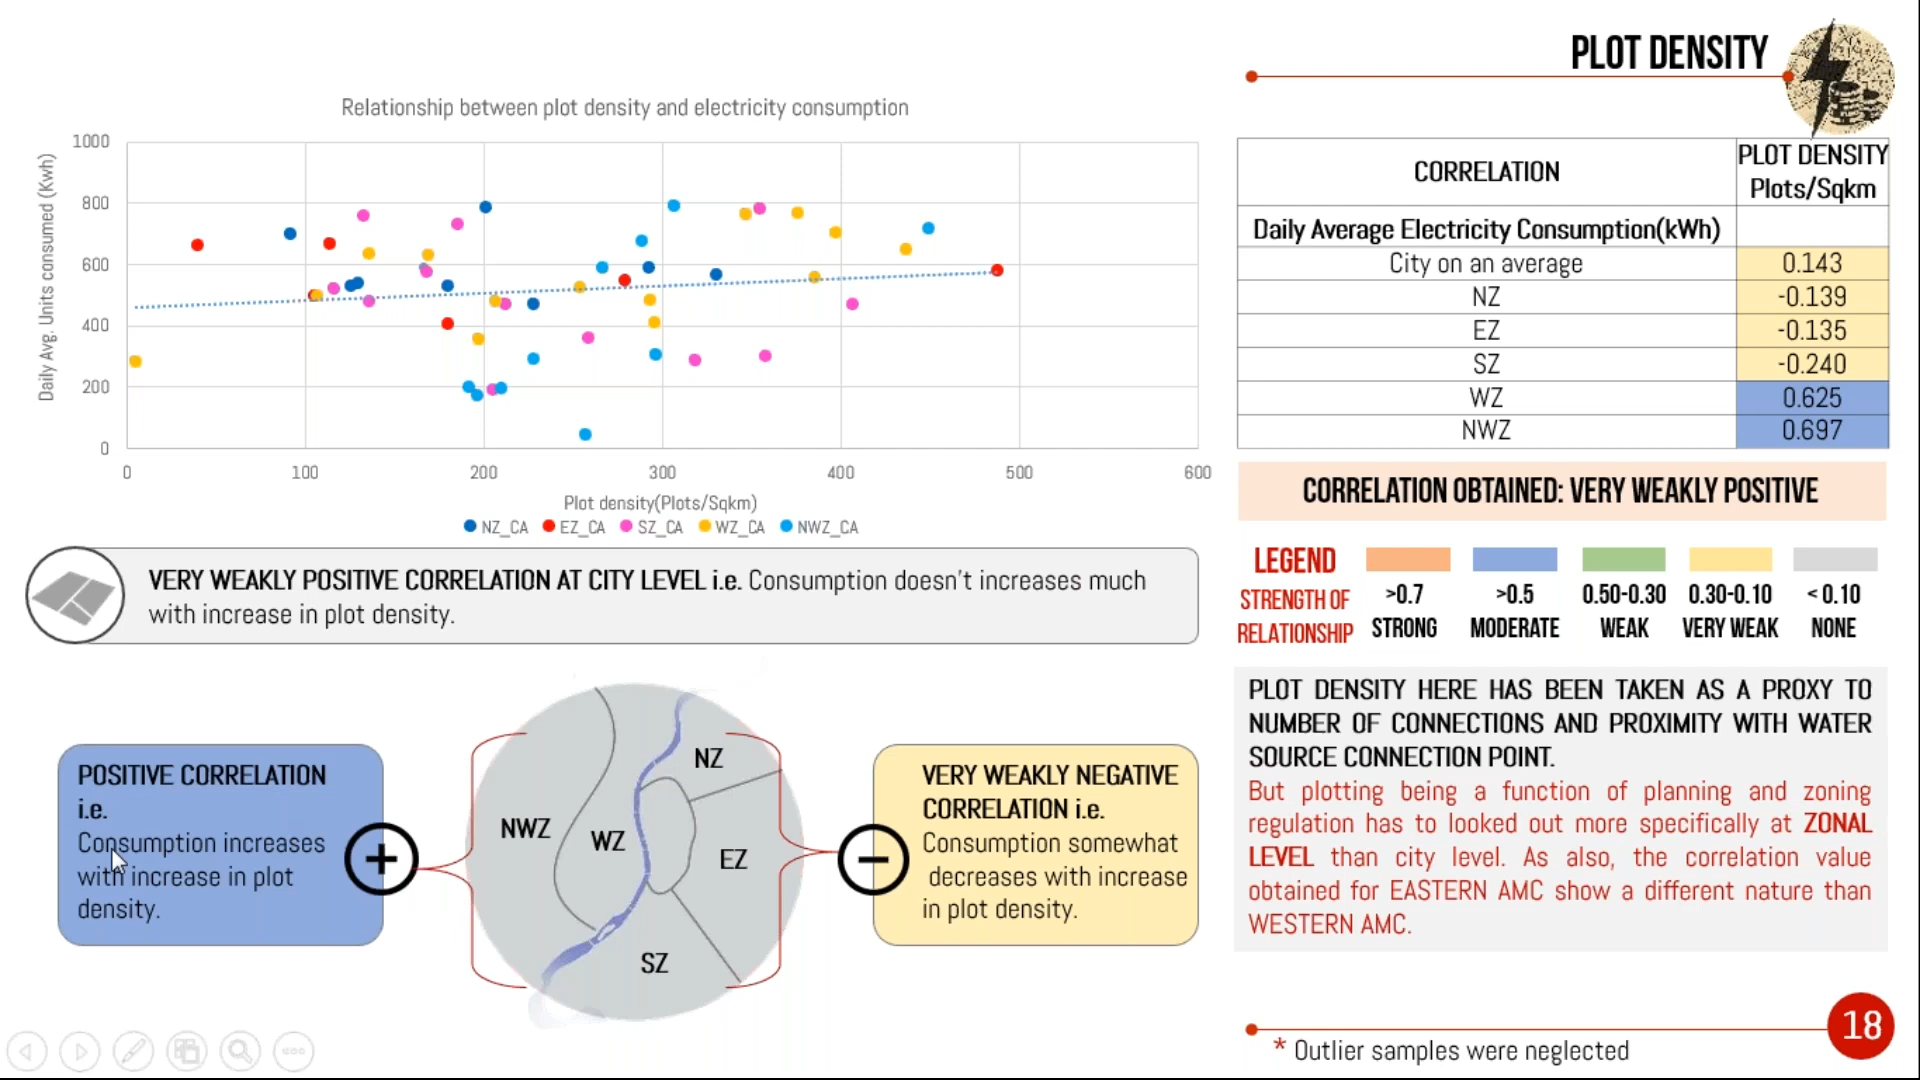 PLOT DENSITY
Relationship between plot density and electricity consumption
Daily Avg. Units consumed (Kwh)
1000
800
600
400
200
0
0 100 200 300 400 500 600
Plot density(Plots/Sqkm)
NZ_CA EZ_CA SZ_CA WZ_CA NWZ_CA
CORRELATION PLOT DENSITY
Plots/Sqkm
Daily Average Electricity Consumption(kWh)
City on an average 0.143
NZ -0.139
EZ -0.135
SZ -0.240
WZ 0.625
NWZ 0.697
CORRELATION OBTAINED: VERY WEAKLY POSITIVE
LEGEND
STRENGTH OF
RELATIONSHIP
>0.7 >0.5 0.50-0.30 0.30-0.10 < 0.10
STRONG MODERATE WEAK VERY WEAK NONE
VERY WEAKLY POSITIVE CORRELATION AT CITY LEVEL i.e. Consumption doesn't increases much
with increase in plot density.
POSITIVE CORRELATION
i.e.
Consumption increases
with increase in plot
density.
+
NZ
NWZ
WZ
EZ
SZ
−
VERY WEAKLY NEGATIVE
CORRELATION i.e.
Consumption somewhat
decreases with increase
in plot density.
PLOT DENSITY HERE HAS BEEN TAKEN AS A PROXY TO
NUMBER OF CONNECTIONS AND PROXIMITY WITH WATER
SOURCE CONNECTION POINT.
But plotting being a function of planning and zoning
regulation has to looked out more specifically at ZONAL
LEVEL than city level. As also, the correlation value
obtained for EASTERN AMC show a different nature than
WESTERN AMC.
18
* Outlier samples were neglected